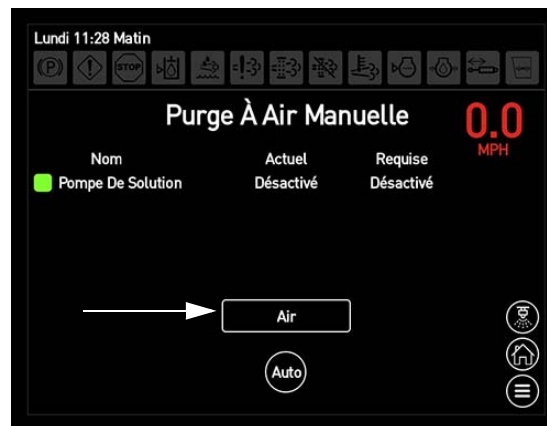 Lundi 11:28 Matin
STOP
Purge À Air Manuelle
0.0
MPH
Nom Actuel Requise
Pompe De Solution Désactivé Désactivé
Air
Auto